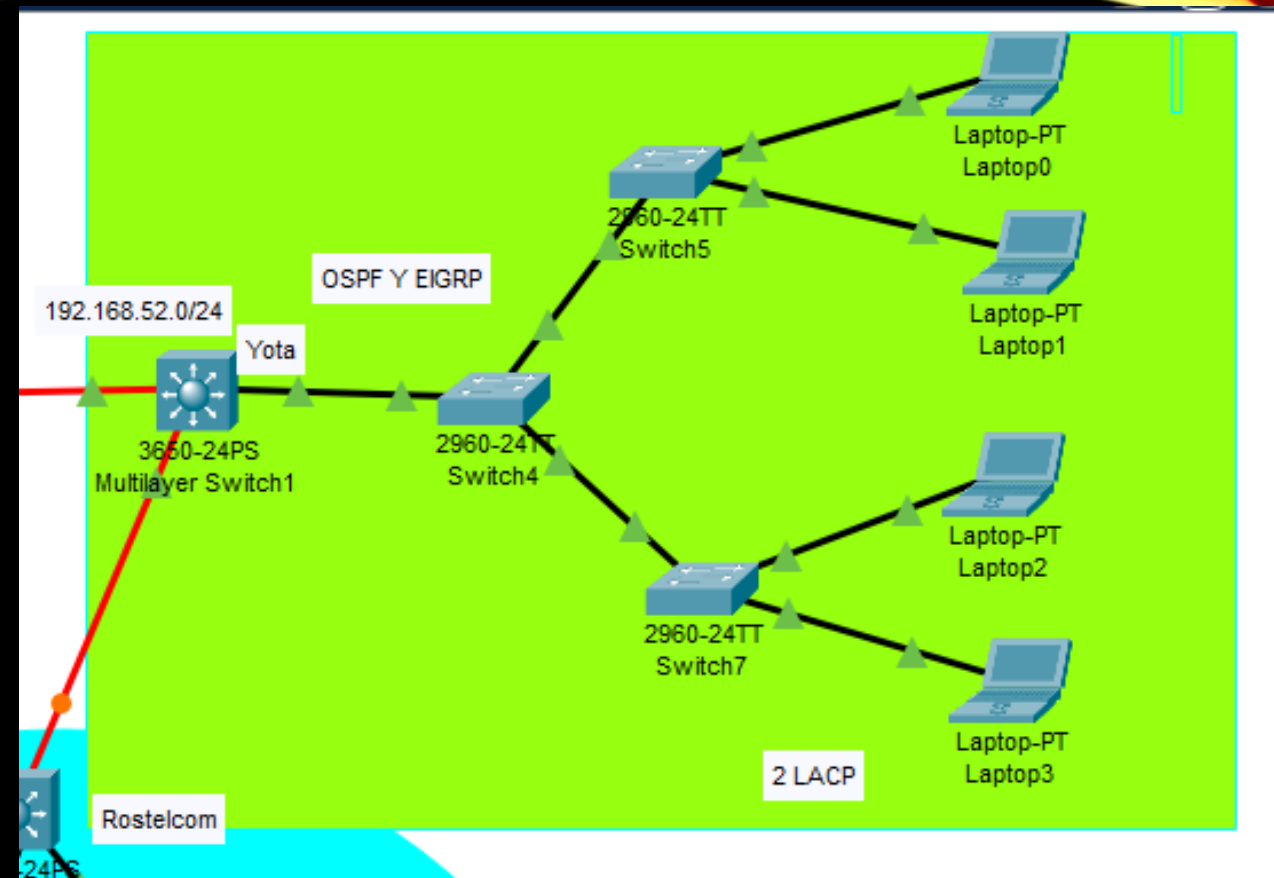 Laptop-PT
Laptop0
2960-24TT
Switch5
OSPF Y EIGRP
192.168.52.0/24
Yota
Laptop-PT
Laptop1
3650-24PS
Multilayer Switch1
2960-24TT
Switch4
Laptop-PT
Laptop2
2960-24TT
Switch7
Laptop-PT
Laptop3
2 LACP
Rostelcom
-24PS